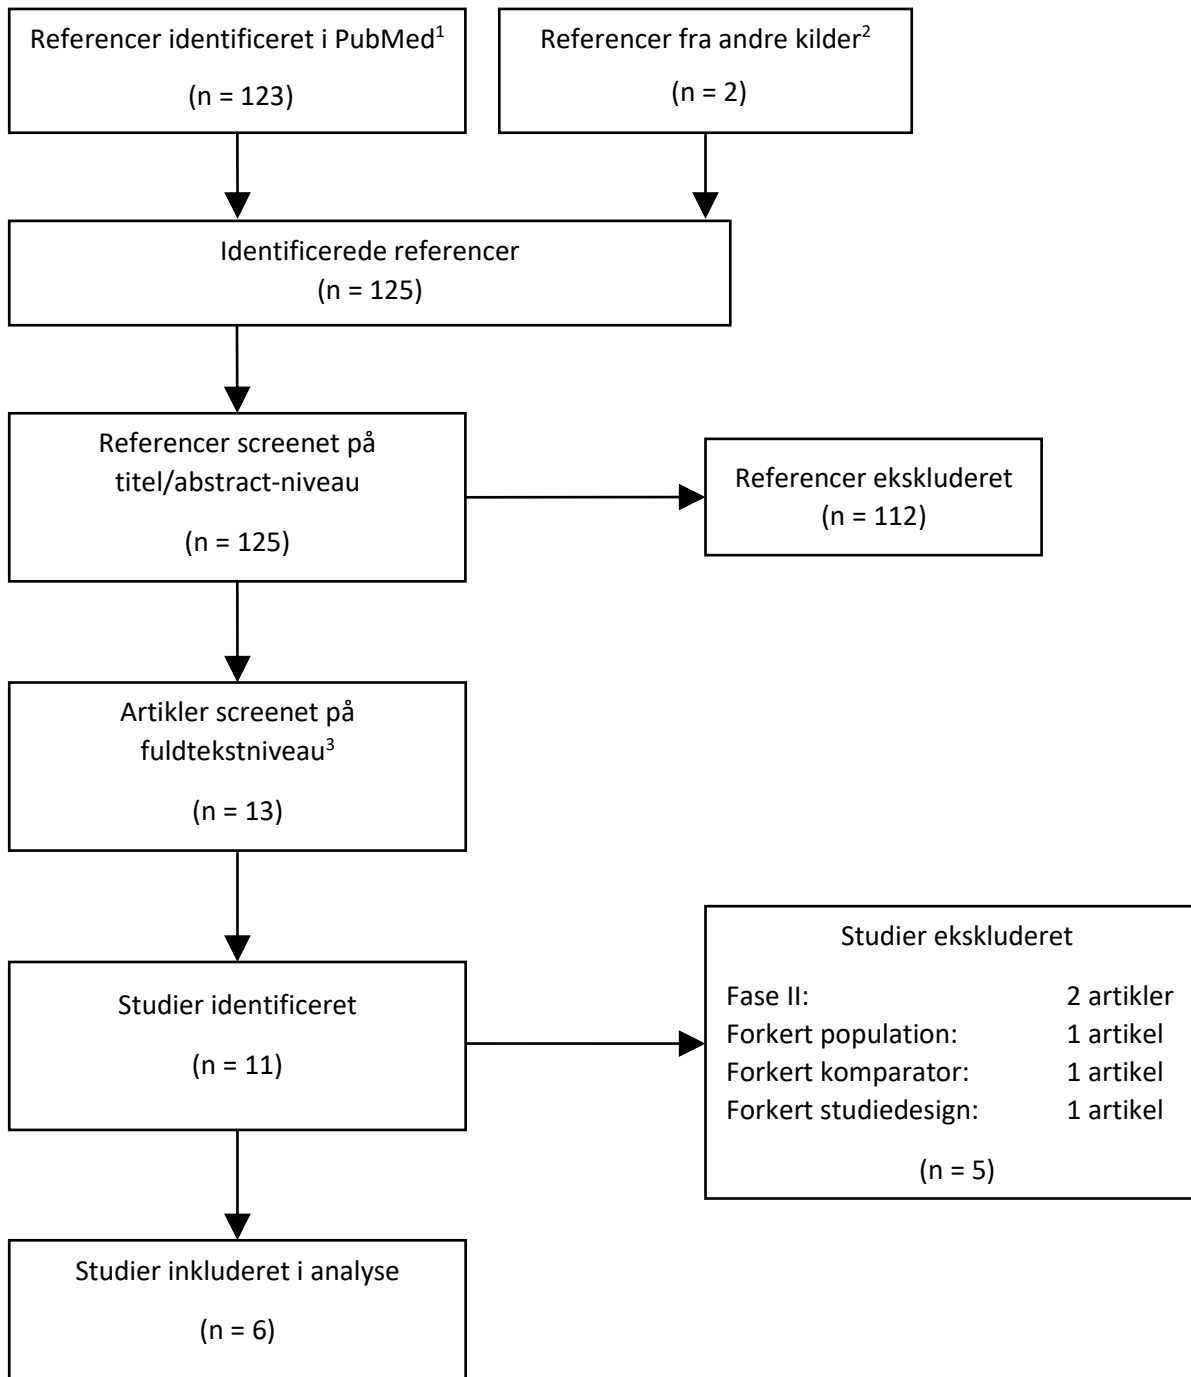 Referencer identificeret i PubMed¹
(n = 123)
Referencer fra andre kilder²
(n = 2)
Identificerede referencer
(n = 125)
Referencer screenet på
titel/abstract-niveau
(n = 125)
Referencer ekskluderet
(n = 112)
Artikler screenet på
fuldtekstniveau³
(n = 13)
Studier identificeret
(n = 11)
Studier ekskluderet
Fase II: 2 artikler
Forkert population: 1 artikel
Forkert komparator: 1 artikel
Forkert studiedesign: 1 artikel
(n = 5)
Studier inkluderet i analyse
(n = 6)